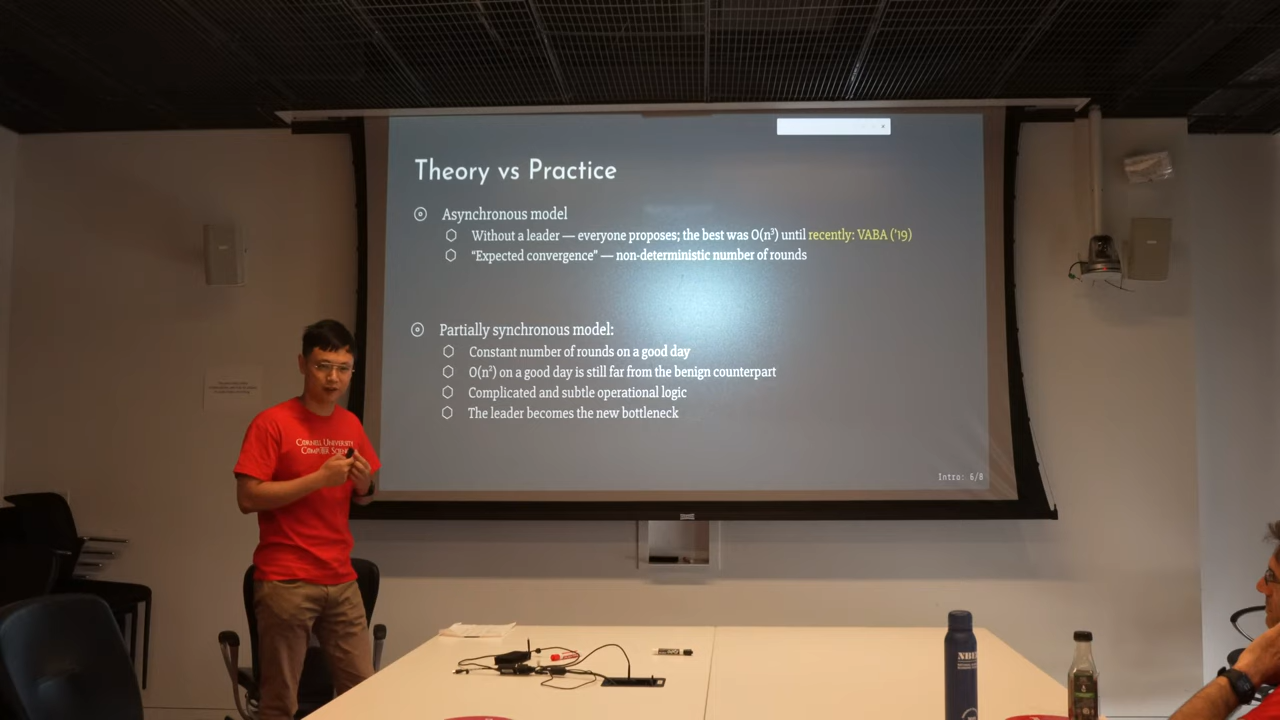 Theory vs Practice
Asynchronous model
Without a leader — everyone proposes; the best was O(n³) until recently: VABA ('19)
"Expected convergence" — non-deterministic number of rounds
Partially synchronous model:
Constant number of rounds on a good day
O(n²) on a good day is still far from the benign counterpart
Complicated and subtle operational logic
The leader becomes the new bottleneck
Intro: 6/8
Cornell University
Computer Science